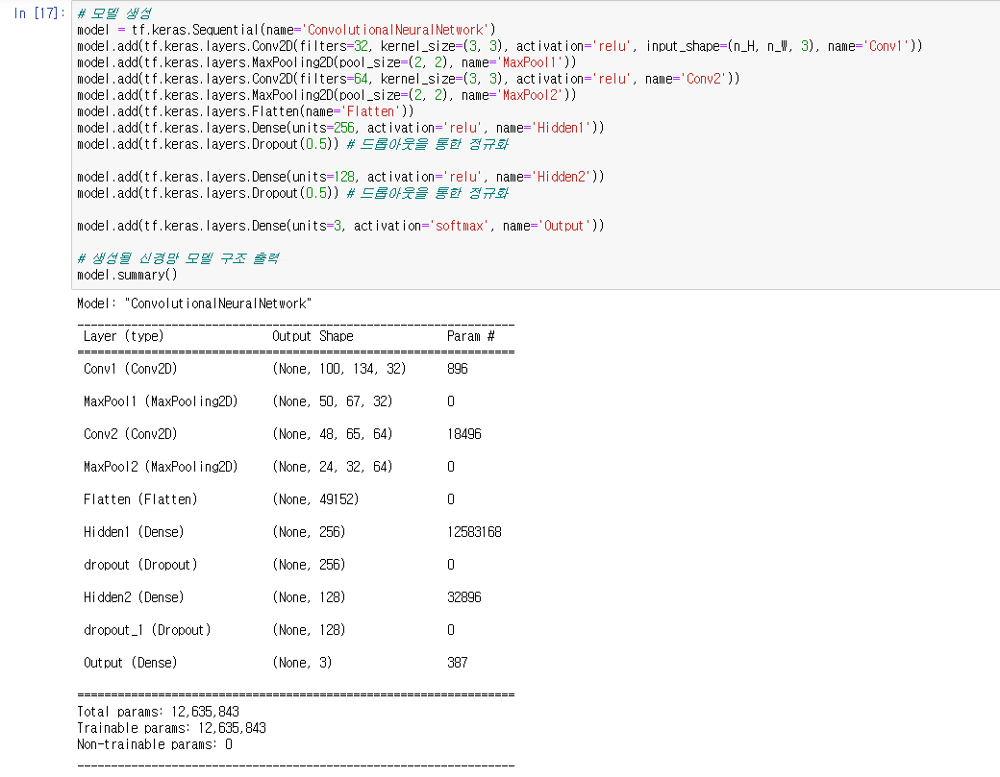 In [17]: # 모델 생성
model = tf.keras.Sequential(name='ConvolutionalNeuralNetwork')
model.add(tf.keras.layers.Conv2D(filters=32, kernel_size=(3, 3), activation='relu', input_shape=(n_H, n_W, 3), name='Conv1'))
model.add(tf.keras.layers.MaxPooling2D(pool_size=(2, 2), name='MaxPool1'))
model.add(tf.keras.layers.Conv2D(filters=64, kernel_size=(3, 3), activation='relu', name='Conv2'))
model.add(tf.keras.layers.MaxPooling2D(pool_size=(2, 2), name='MaxPool2'))
model.add(tf.keras.layers.Flatten(name='Flatten'))
model.add(tf.keras.layers.Dense(units=256, activation='relu', name='Hidden1'))
model.add(tf.keras.layers.Dropout(0.5)) # 드롭아웃을 통한 정규화
model.add(tf.keras.layers.Dense(units=128, activation='relu', name='Hidden2'))
model.add(tf.keras.layers.Dropout(0.5)) # 드롭아웃을 통한 정규화
model.add(tf.keras.layers.Dense(units=3, activation='softmax', name='Output'))
# 생성될 신경망 모델 구조 출력
model.summary()
Model: "ConvolutionalNeuralNetwork"
_________________________________________________________________
Layer (type) Output Shape Param #
=================================================================
Conv1 (Conv2D) (None, 100, 134, 32) 896
MaxPool1 (MaxPooling2D) (None, 50, 67, 32) 0
Conv2 (Conv2D) (None, 48, 65, 64) 18496
MaxPool2 (MaxPooling2D) (None, 24, 32, 64) 0
Flatten (Flatten) (None, 49152) 0
Hidden1 (Dense) (None, 256) 12583168
dropout (Dropout) (None, 256) 0
Hidden2 (Dense) (None, 128) 32896
dropout_1 (Dropout) (None, 128) 0
Output (Dense) (None, 3) 387
=================================================================
Total params: 12,635,843
Trainable params: 12,635,843
Non-trainable params: 0
_________________________________________________________________